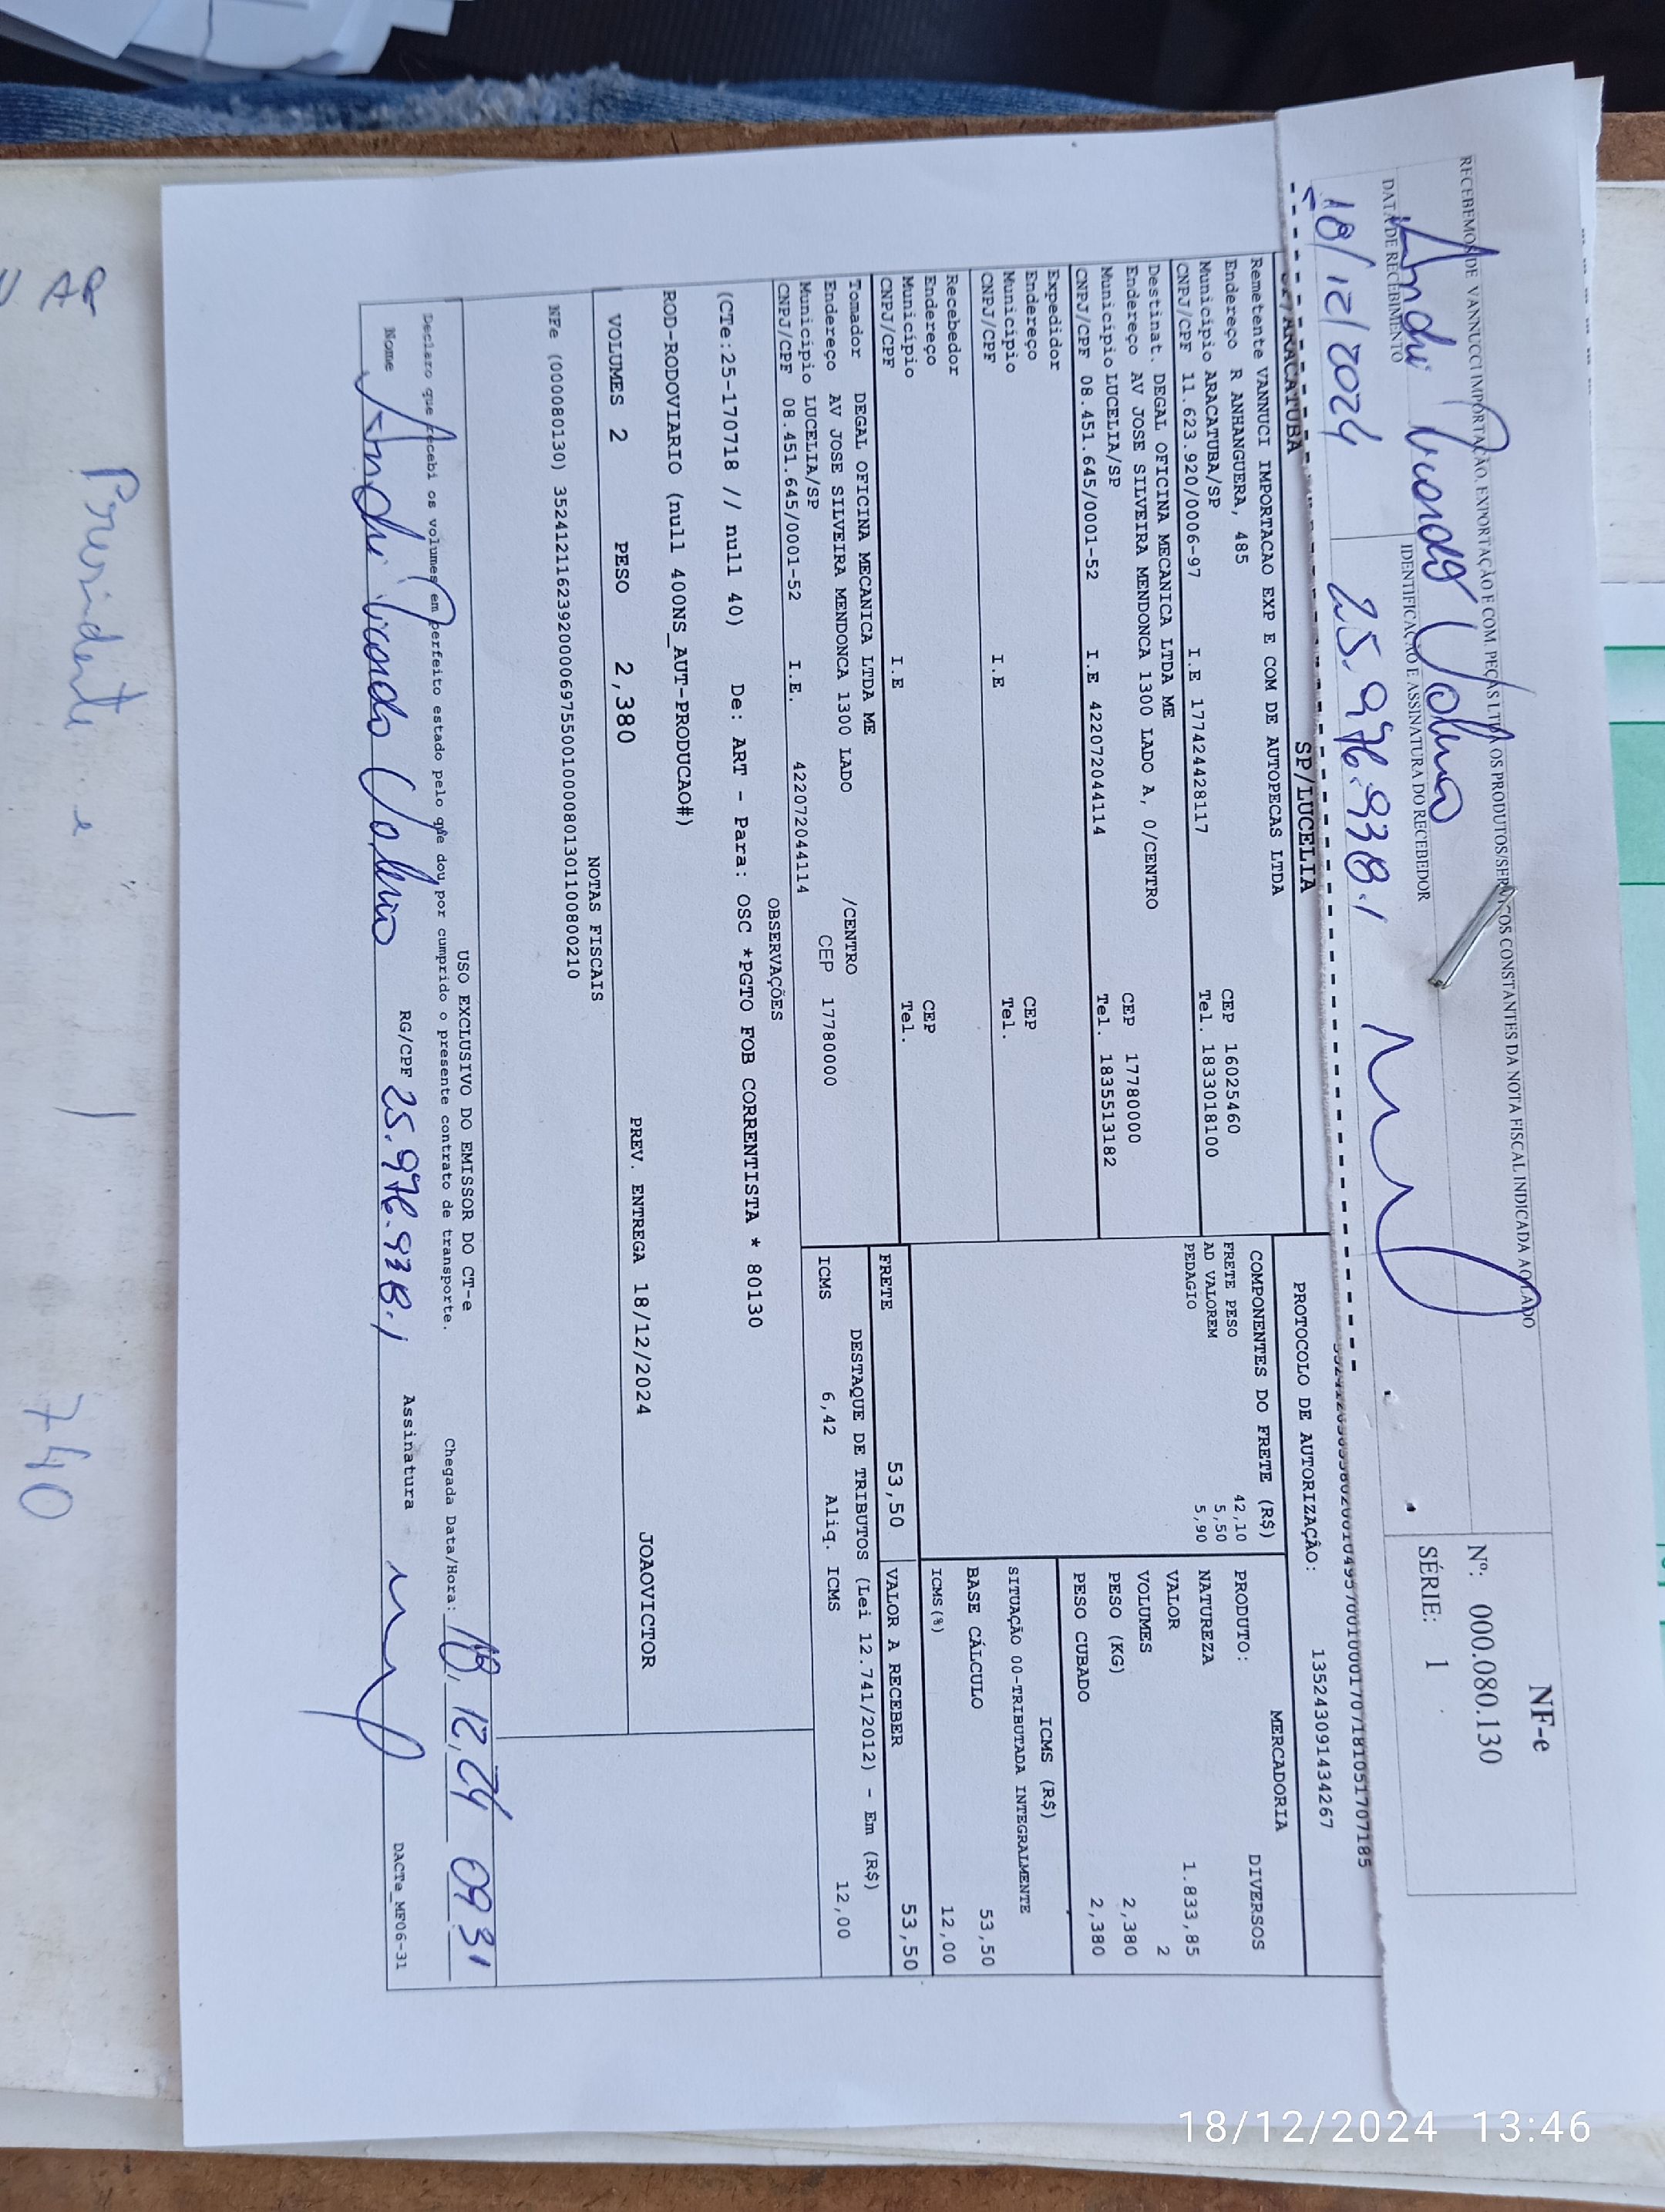 RECEBEMOS DE VANNUCCI IMPORTAÇÃO, EXPORTAÇÃO E COM. PEÇAS LTDA OS PRODUTOS/SERVIÇOS CONSTANTES DA NOTA FISCAL INDICADA AO LADO
NF-e
Nº: 000.080.130
SÉRIE: 1
DATA DE RECEBIMENTO
IDENTIFICAÇÃO E ASSINATURA DO RECEBEDOR
18/12/2024
25.976.938.1
SP/ARACATUBA
SP/LUCELIA
PROTOCOLO DE AUTORIZAÇÃO: 135243091434267
Remetente VANNUCI IMPORTACAO EXP E COM DE AUTOPECAS LTDA
Endereço R ANHANGUERA, 485 CEP 16025460
Município ARACATUBA/SP, Tel. 1833018100
CNPJ/CPF 11.623.920/0006-97 I.E 177424428117
Destinat. DEGAL OFICINA MECANICA LTDA ME
Endereço AV JOSE SILVEIRA MENDONCA 1300 LADO A, 0/CENTRO CEP 17780000
Município LUCELIA/SP Tel. 1835513182
CNPJ/CPF 08.451.645/0001-52 I.E 422072044114
Expedidor
Endereço CEP
Município Tel.
CNPJ/CPF I.E
Recebedor
Endereço CEP
Município Tel.
CNPJ/CPF I.E
Tomador DEGAL OFICINA MECANICA LTDA ME
Endereço AV JOSE SILVEIRA MENDONCA 1300 LADO /CENTRO
Município LUCELIA/SP CEP 17780000
CNPJ/CPF 08.451.645/0001-52 I.E. 422072044114
COMPONENTES DO FRETE (R$)
FRETE PESO 42,10
AD VALOREM 5,50
PEDAGIO 5,90
MERCADORIA
PRODUTO: DIVERSOS
NATUREZA
VALOR 1.833,85
VOLUMES 2
PESO (KG) 2,380
PESO CUBADO 2,380
ICMS (R$)
SITUAÇÃO 00-TRIBUTADA INTEGRALMENTE
BASE CÁLCULO 53,50
ICMS(%) 12,00
FRETE 53,50 VALOR A RECEBER 53,50
DESTAQUE DE TRIBUTOS (Lei 12.741/2012) - Em (R$)
ICMS 6,42 Aliq. ICMS 12,00
OBSERVAÇÕES
(CTe:25-170718 // null 40) De: ART - Para: OSC *PGTO FOB CORRENTISTA * 80130
ROD-RODOVIARIO (null 400NS_AUT-PRODUCAO#)
VOLUMES 2 PESO 2,380 PREV. ENTREGA 18/12/2024 JOAOVICTOR
NOTAS FISCAIS
NFe (000080130) 35241211623920000697550010000801301100800210
USO EXCLUSIVO DO EMISSOR DO CT-e
Declaro que recebi os volumes em perfeito estado pelo que dou por cumprido o presente contrato de transporte.
Chegada Data/Hora: 18, 12, 24 09 31
Nome RG/CPF 25.976.938.1 Assinatura
DACTe_MF06-31
AR
Presidente
740
18/12/2024 13:46